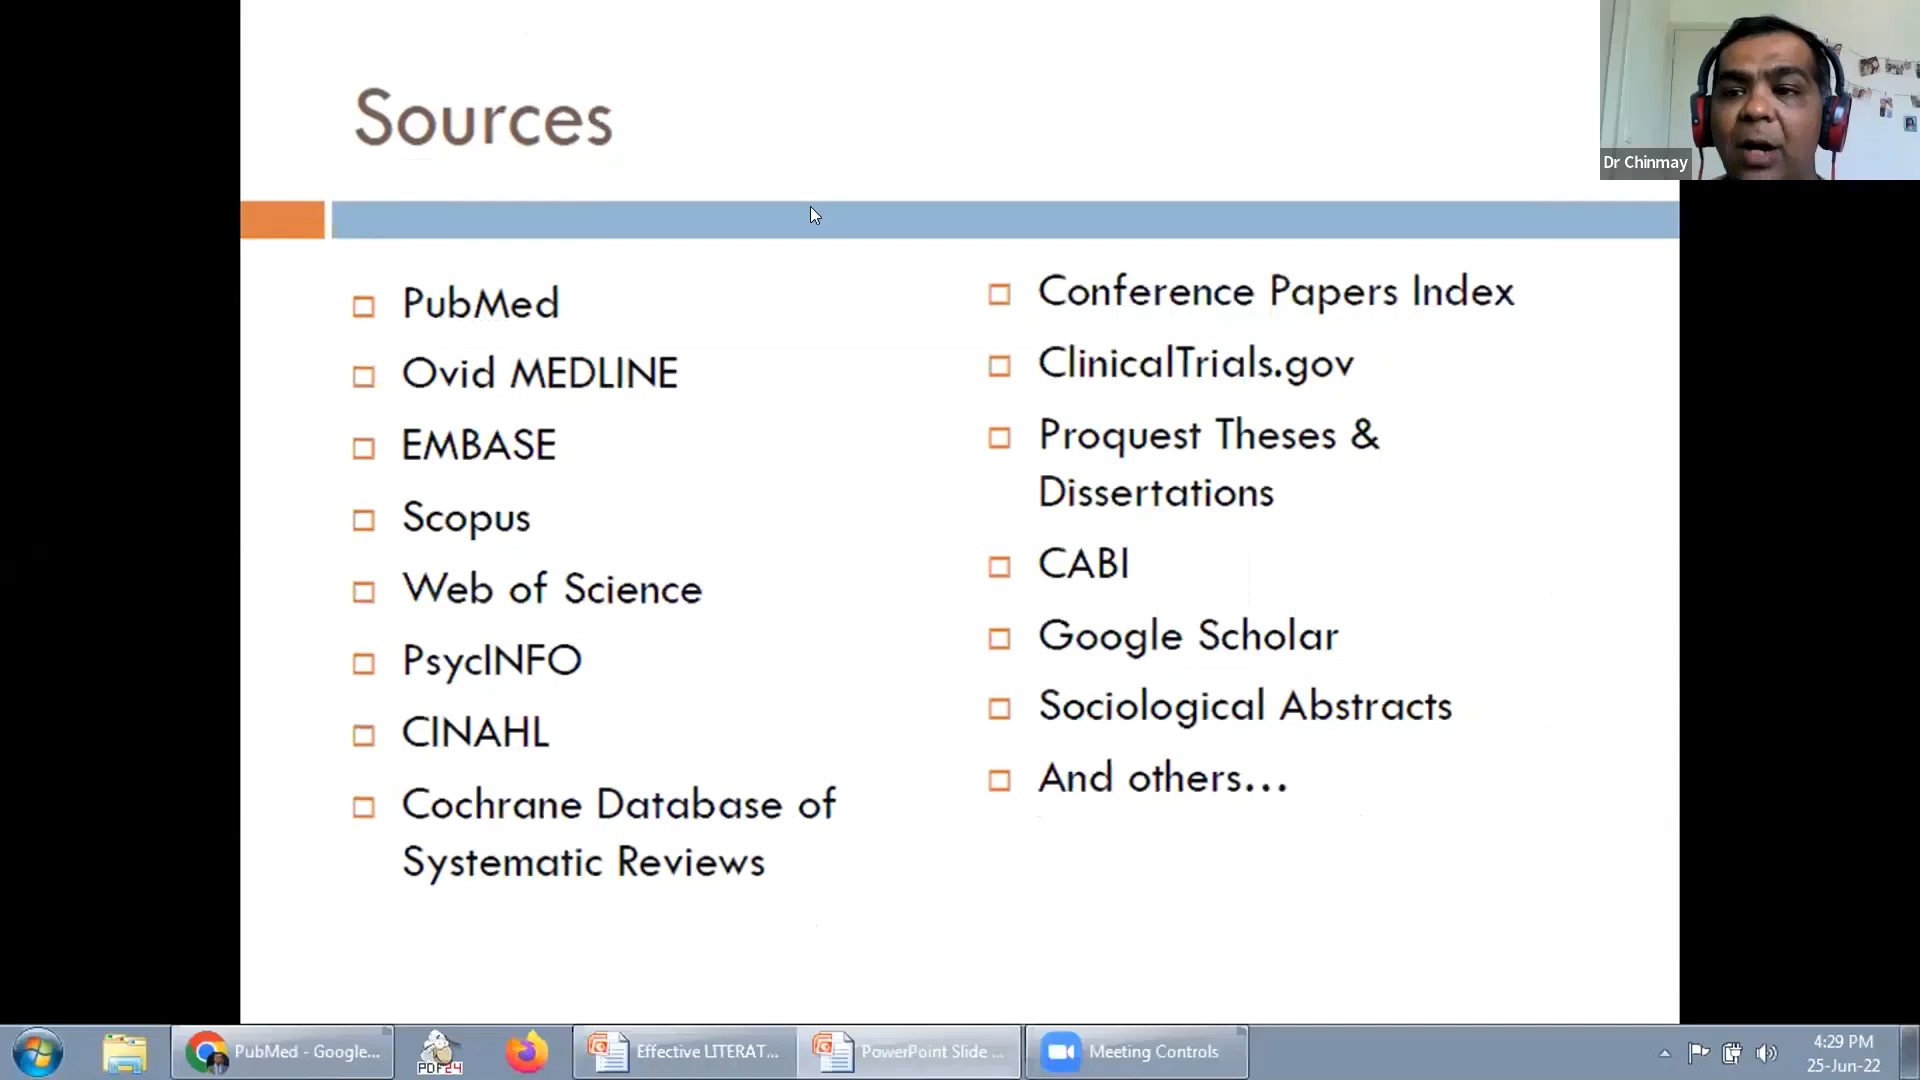 Sources
PubMed
Ovid MEDLINE
EMBASE
Scopus
Web of Science
PsycINFO
CINAHL
Cochrane Database of
Systematic Reviews
Conference Papers Index
ClinicalTrials.gov
Proquest Theses &
Dissertations
CABI
Google Scholar
Sociological Abstracts
And others...
Dr Chinmay
PubMed - Google...
PDF24
Effective LITERAT...
PowerPoint Slide ...
Meeting Controls
4:29 PM
25-Jun-22